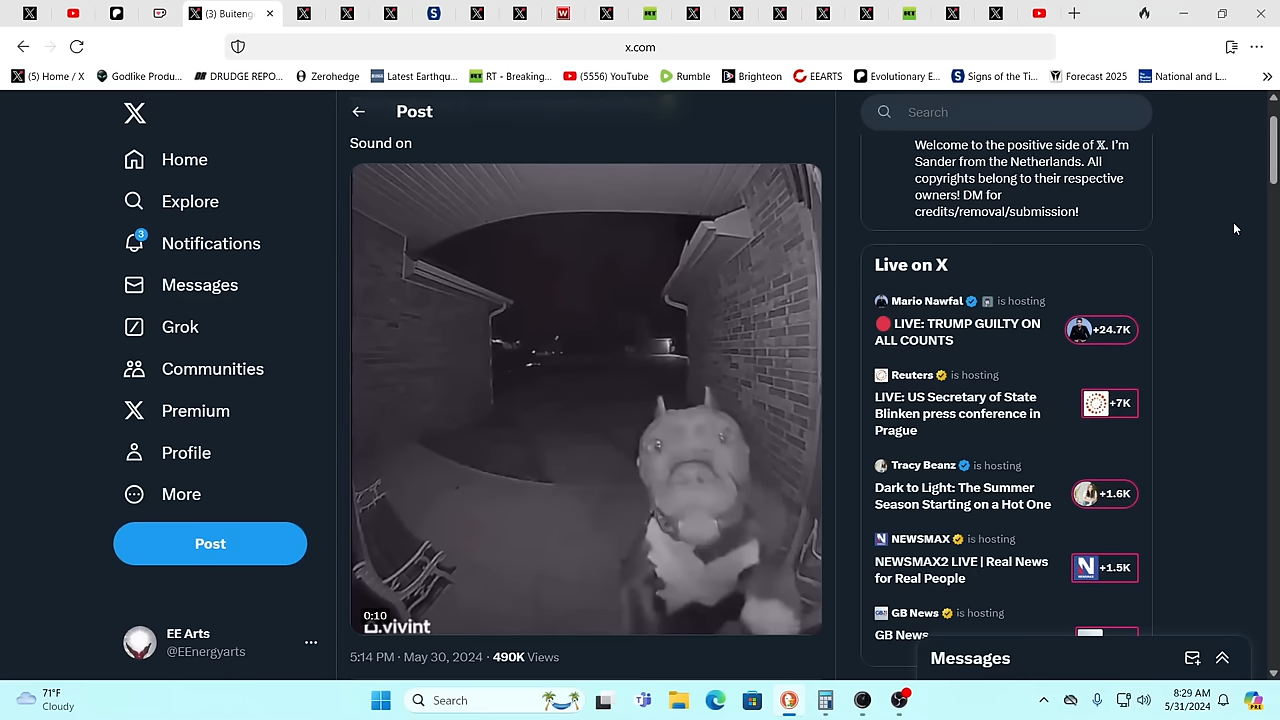 (3) Buiteng
x.com
(5) Home / X
Godlike Produ...
DRUDGE REPO...
Zerohedge
Latest Earthqu...
RT - Breaking...
(5556) YouTube
Rumble
Brighteon
EEARTS
Evolutionary E...
Signs of the Ti...
Forecast 2025
National and L...
Post
Sound on
Search
Home
Explore
3
Notifications
Messages
Grok
Communities
Premium
Profile
More
Post
EE Arts
@EEnergyarts
0:10
vivint
5:14 PM · May 30, 2024 · 490K Views
Welcome to the positive side of 𝕏. I'm
Sander from the Netherlands. All
copyrights belong to their respective
owners! DM for
credits/removal/submission!
Live on X
Mario Nawfal is hosting
LIVE: TRUMP GUILTY ON
ALL COUNTS
+24.7K
Reuters is hosting
LIVE: US Secretary of State
Blinken press conference in
Prague
+7K
Tracy Beanz is hosting
Dark to Light: The Summer
Season Starting on a Hot One
+1.6K
NEWSMAX is hosting
NEWSMAX2 LIVE | Real News
for Real People
+1.5K
GB News is hosting
GB News
Messages
71°F
Cloudy
Search
8:29 AM
5/31/2024